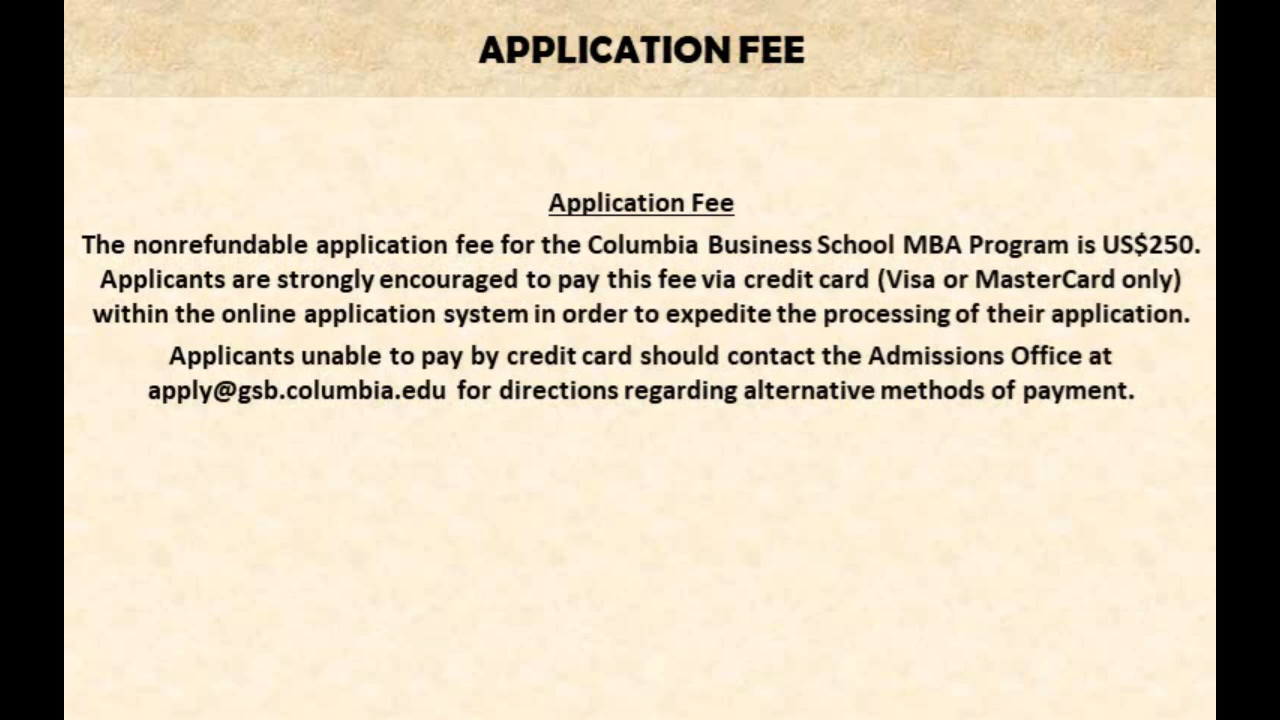 APPLICATION FEE
Application Fee
The nonrefundable application fee for the Columbia Business School MBA Program is US$250.
Applicants are strongly encouraged to pay this fee via credit card (Visa or MasterCard only)
within the online application system in order to expedite the processing of their application.
Applicants unable to pay by credit card should contact the Admissions Office at
apply@gsb.columbia.edu for directions regarding alternative methods of payment.